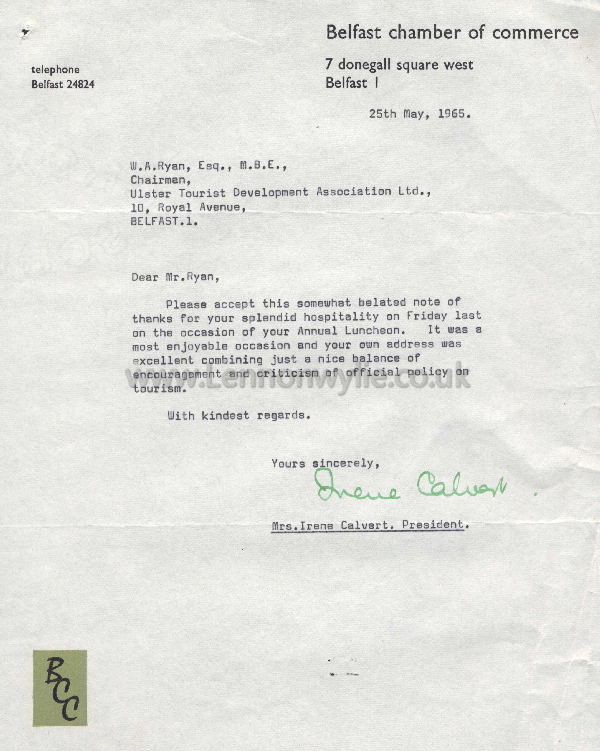 Belfast chamber of commerce
7 donegall square west
Belfast 1
telephone
Belfast 24824
25th May, 1965.
W.A.Ryan, Esq., M.B.E.,
Chairman,
Ulster Tourist Development Association Ltd.,
10, Royal Avenue,
BELFAST.1.
Dear Mr.Ryan,
Please accept this somewhat belated note of
thanks for your splendid hospitality on Friday last
on the occasion of your Annual Luncheon. It was a
most enjoyable occasion and your own address was
excellent combining just a nice balance of
encouragement and criticism of official policy on
tourism.
www.Lennonwylie.co.uk
With kindest regards.
Yours sincerely,
Irene Calvert.
Mrs.Irene Calvert. President.
BCC